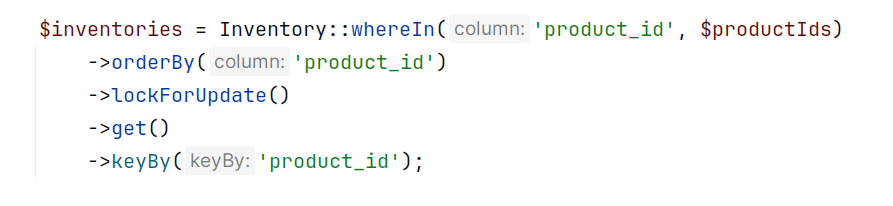 $inventories = Inventory::whereIn( column: 'product_id', $productIds)
->orderBy( column: 'product_id')
->lockForUpdate()
->get()
->keyBy( keyBy: 'product_id');